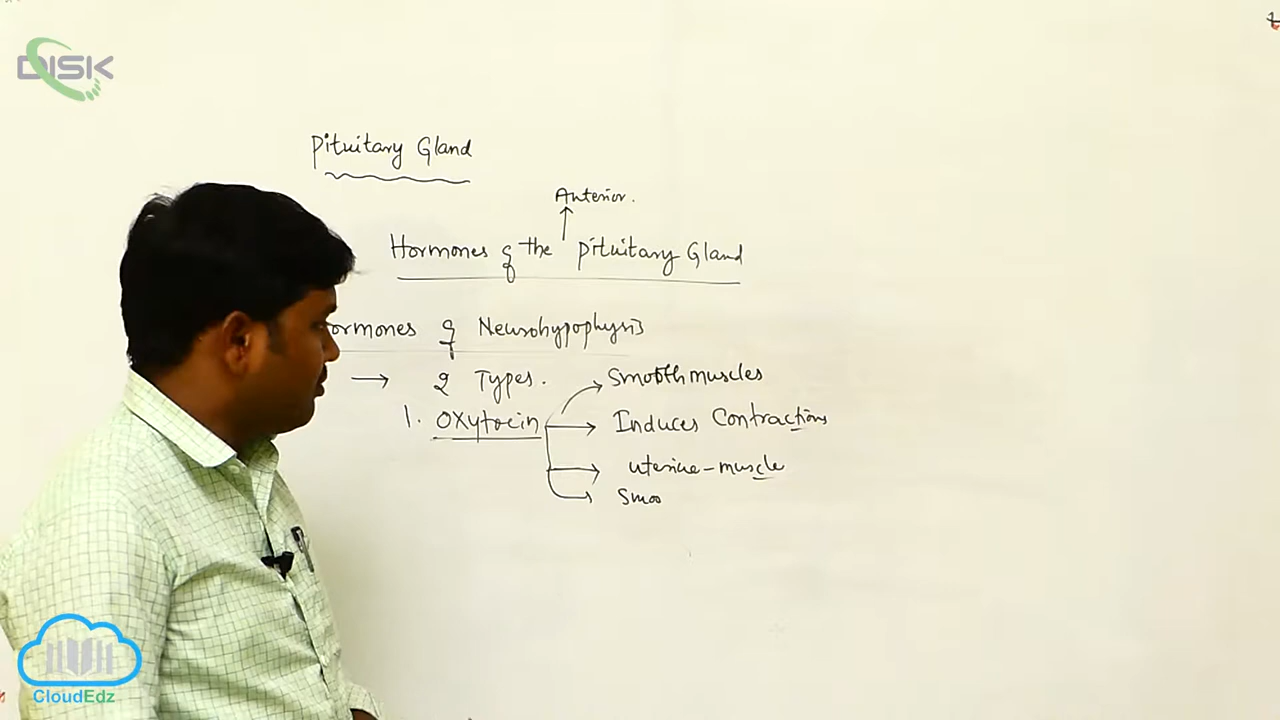 DISK
Pituitary Gland
Anterior.
Hormones of the Pituitary Gland
ormones of Neurohypophysis
→ 2 Types.
Smooth muscles
1. Oxytocin → Induces Contractions
uterine-muscle
Smoo
CloudEdz